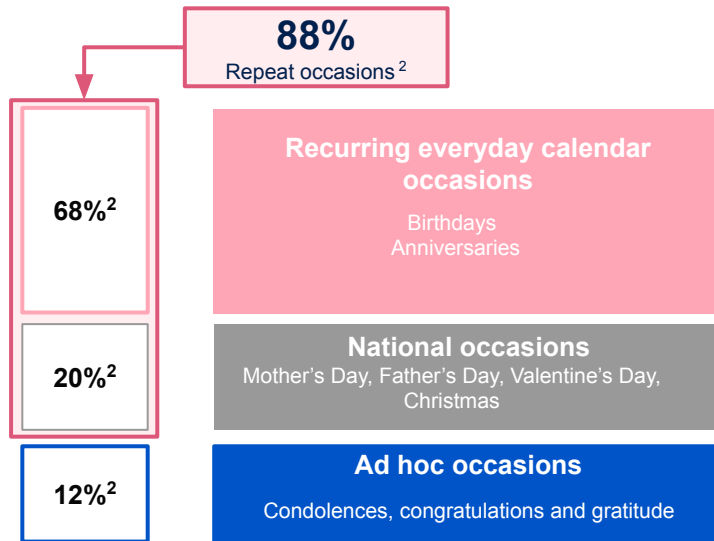 88%
Repeat occasions 2
68%2
Recurring everyday calendar
occasions
Birthdays
Anniversaries
20%2
National occasions
Mother's Day, Father's Day, Valentine's Day,
Christmas
12%2
Ad hoc occasions
Condolences, congratulations and gratitude